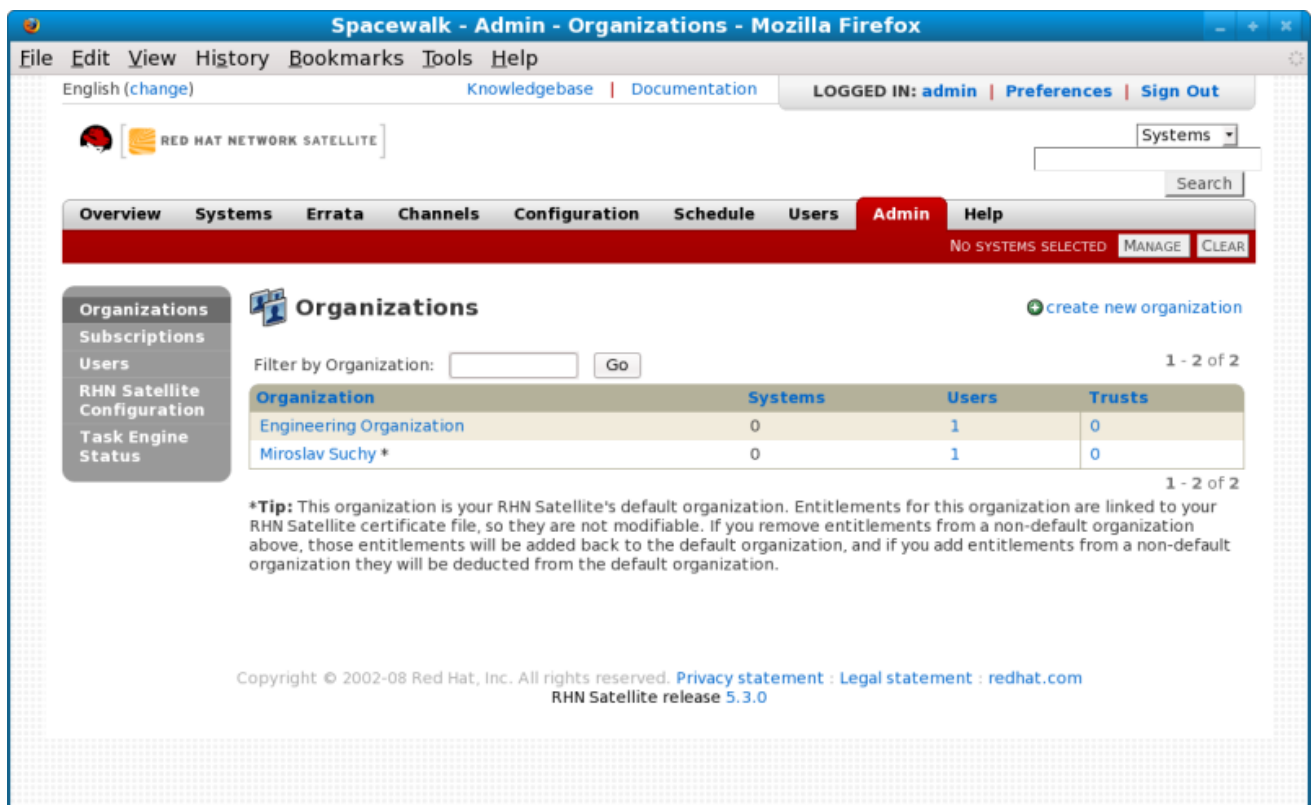 Spacewalk - Admin - Organizations - Mozilla Firefox
File Edit View History Bookmarks Tools Help
English (change) Knowledgebase | Documentation LOGGED IN: admin | Preferences | Sign Out
RED HAT NETWORK SATELLITE
Systems
Search
Overview Systems Errata Channels Configuration Schedule Users Admin Help
NO SYSTEMS SELECTED MANAGE CLEAR
Organizations
Subscriptions
Users
RHN Satellite
Configuration
Task Engine
Status
Organizations
create new organization
Filter by Organization: Go 1 - 2 of 2
Organization Systems Users Trusts
Engineering Organization 0 1 0
Miroslav Suchy * 0 1 0
1 - 2 of 2
*Tip: This organization is your RHN Satellite's default organization. Entitlements for this organization are linked to your
RHN Satellite certificate file, so they are not modifiable. If you remove entitlements from a non-default organization
above, those entitlements will be added back to the default organization, and if you add entitlements from a non-default
organization they will be deducted from the default organization.
Copyright © 2002-08 Red Hat, Inc. All rights reserved. Privacy statement : Legal statement : redhat.com
RHN Satellite release 5.3.0